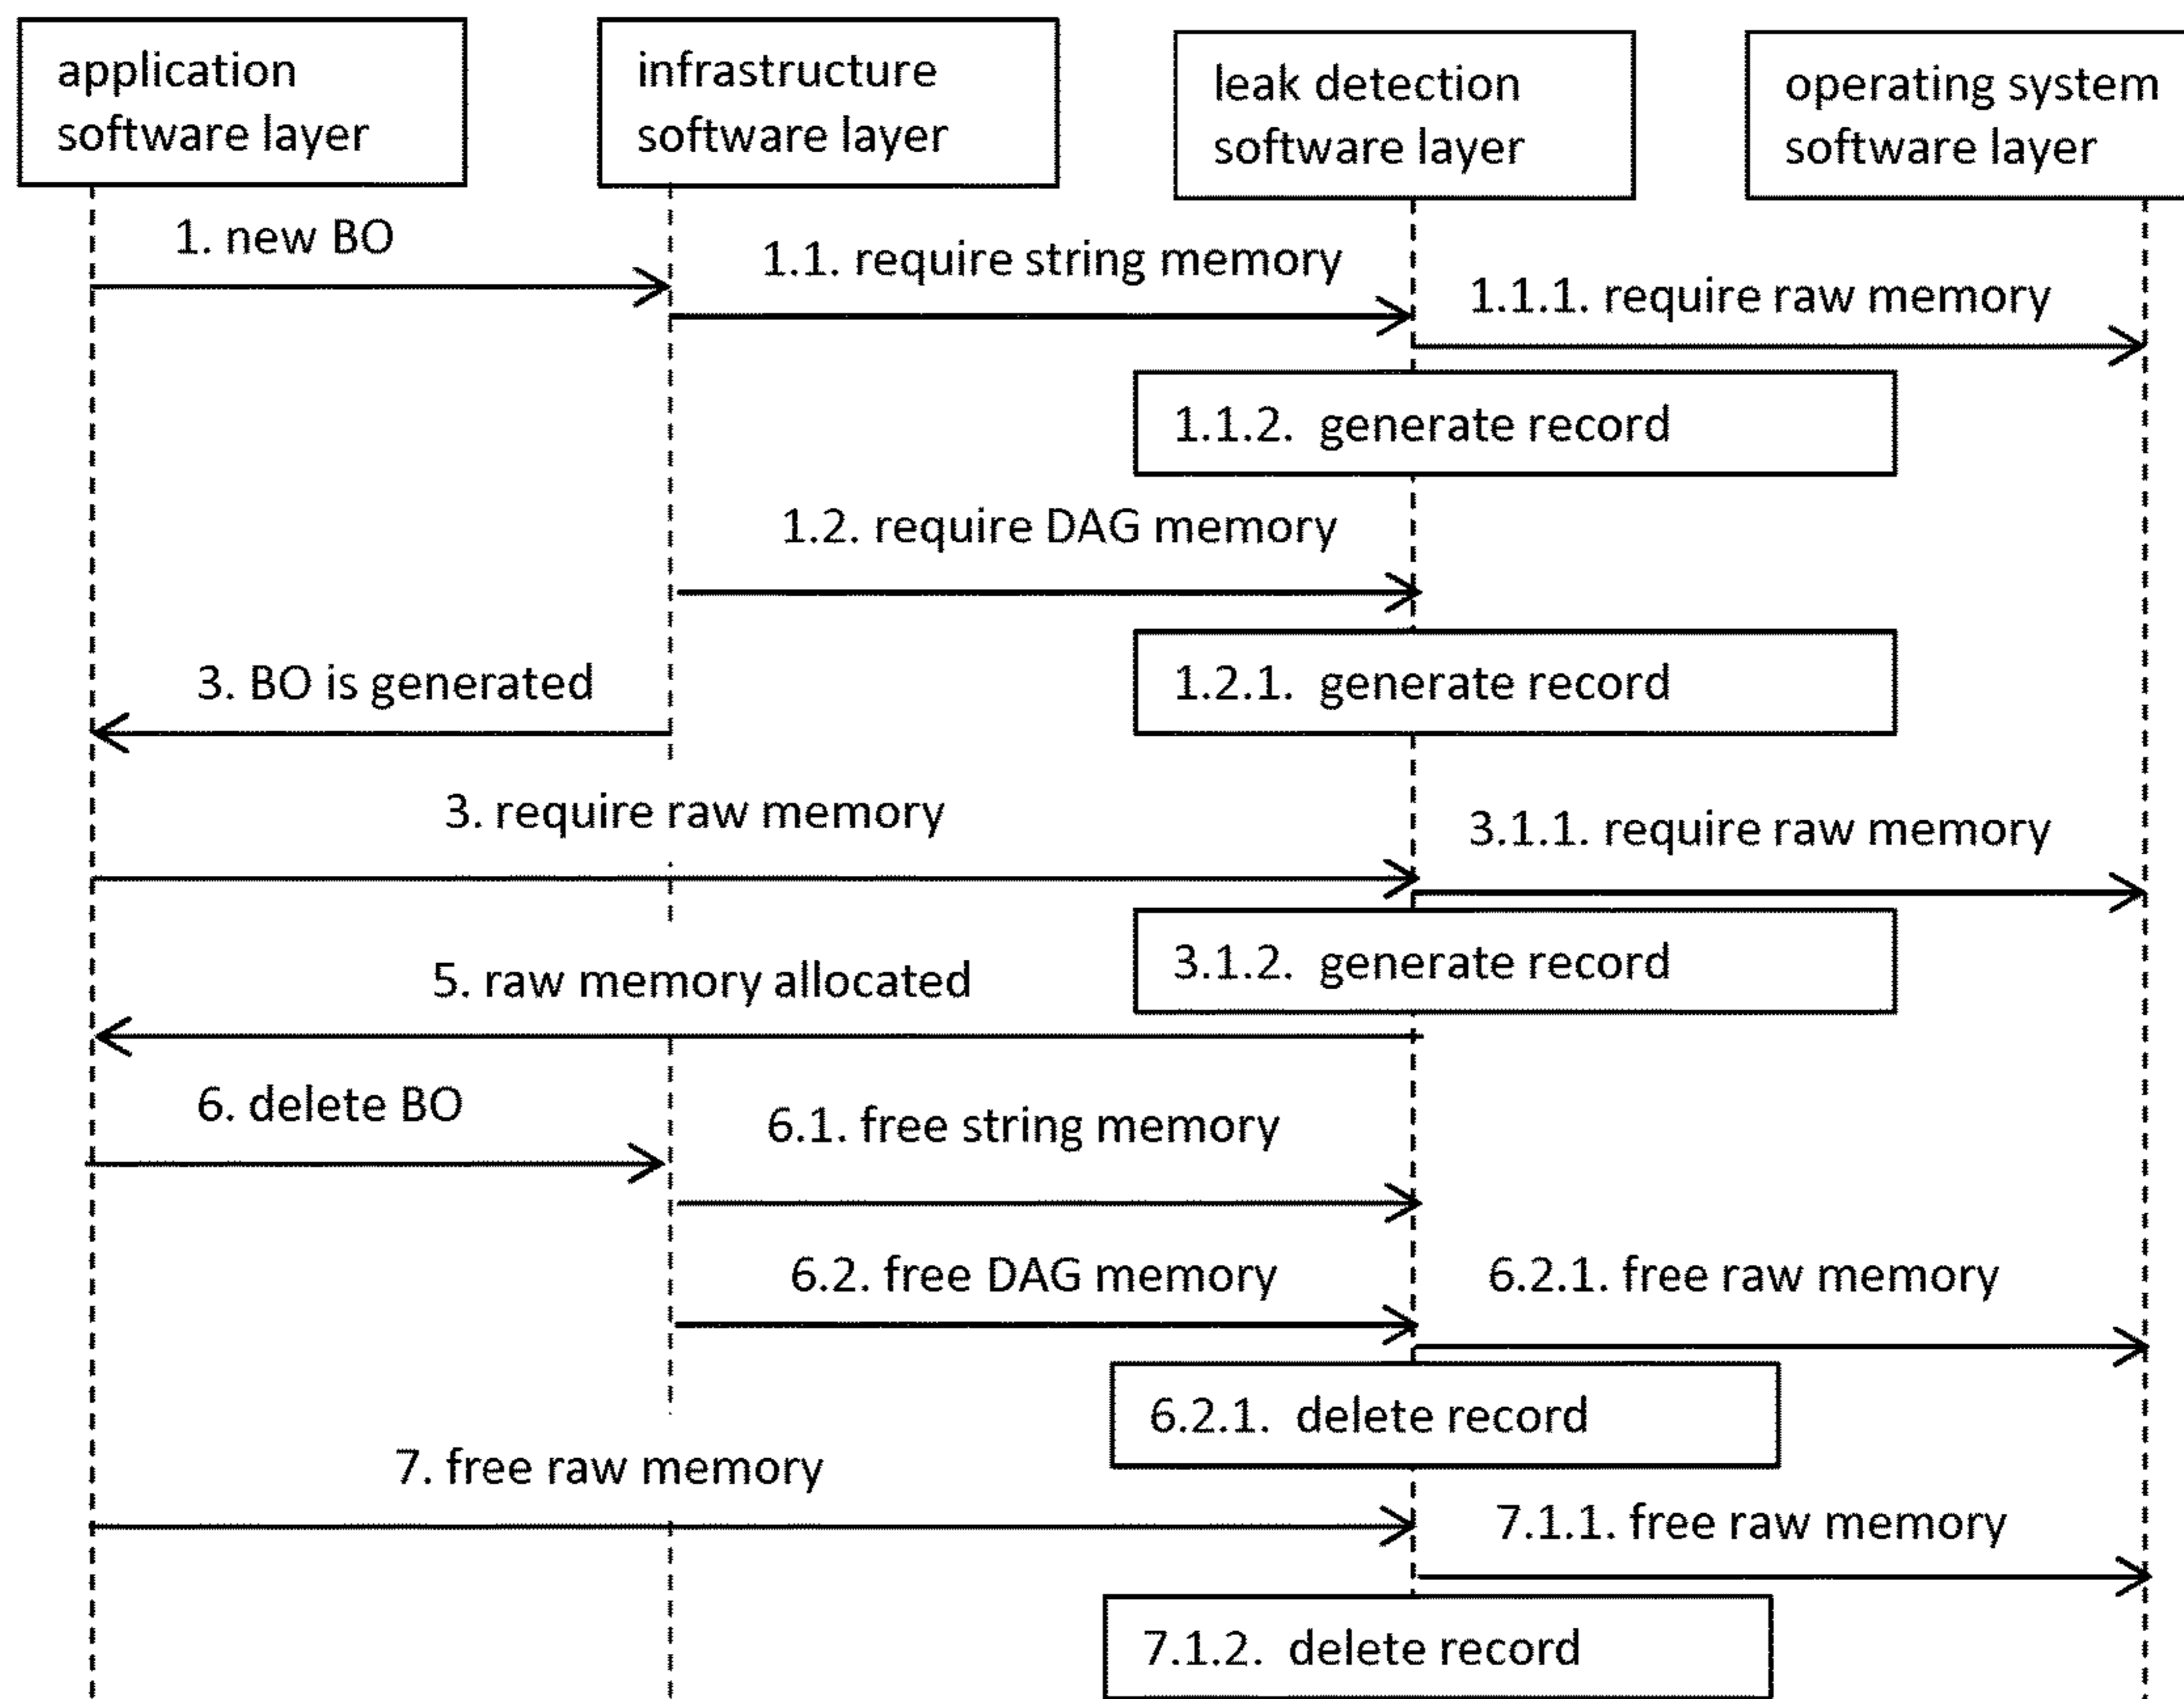 application
software layer
infrastructure
software layer
leak detection
software layer
operating system
software layer
1. new BO
1.1. require string memory
1.1.1. require raw memory
1.1.2. generate record
1.2. require DAG memory
3. BO is generated
1.2.1. generate record
3. require raw memory
3.1.1. require raw memory
3.1.2. generate record
5. raw memory allocated
6. delete BO
6.1. free string memory
6.2. free DAG memory
6.2.1. free raw memory
6.2.1. delete record
7. free raw memory
7.1.1. free raw memory
7.1.2. delete record